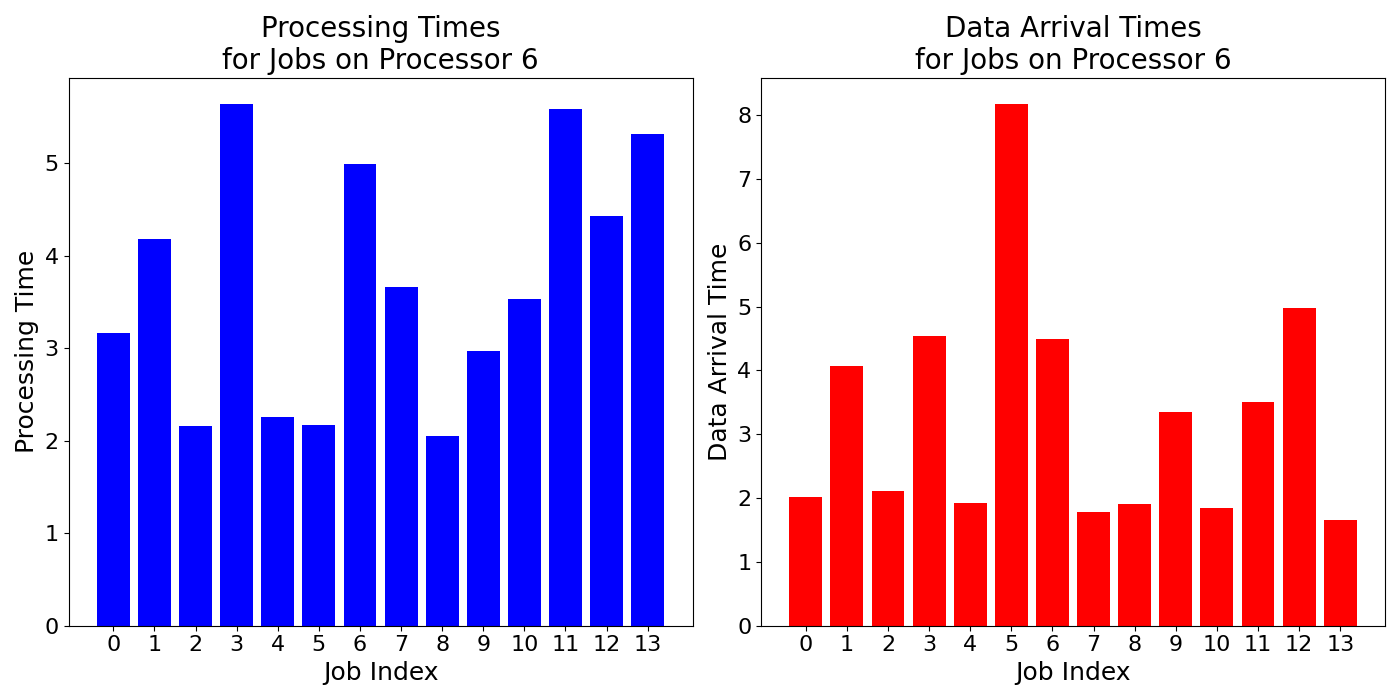 Processing Times
for Jobs on Processor 6
Processing Time
5
4
3
2
1
0
0 1 2 3 4 5 6 7 8 9 10 11 12 13
Job Index
Data Arrival Times
for Jobs on Processor 6
Data Arrival Time
8
7
6
5
4
3
2
1
0
0 1 2 3 4 5 6 7 8 9 10 11 12 13
Job Index